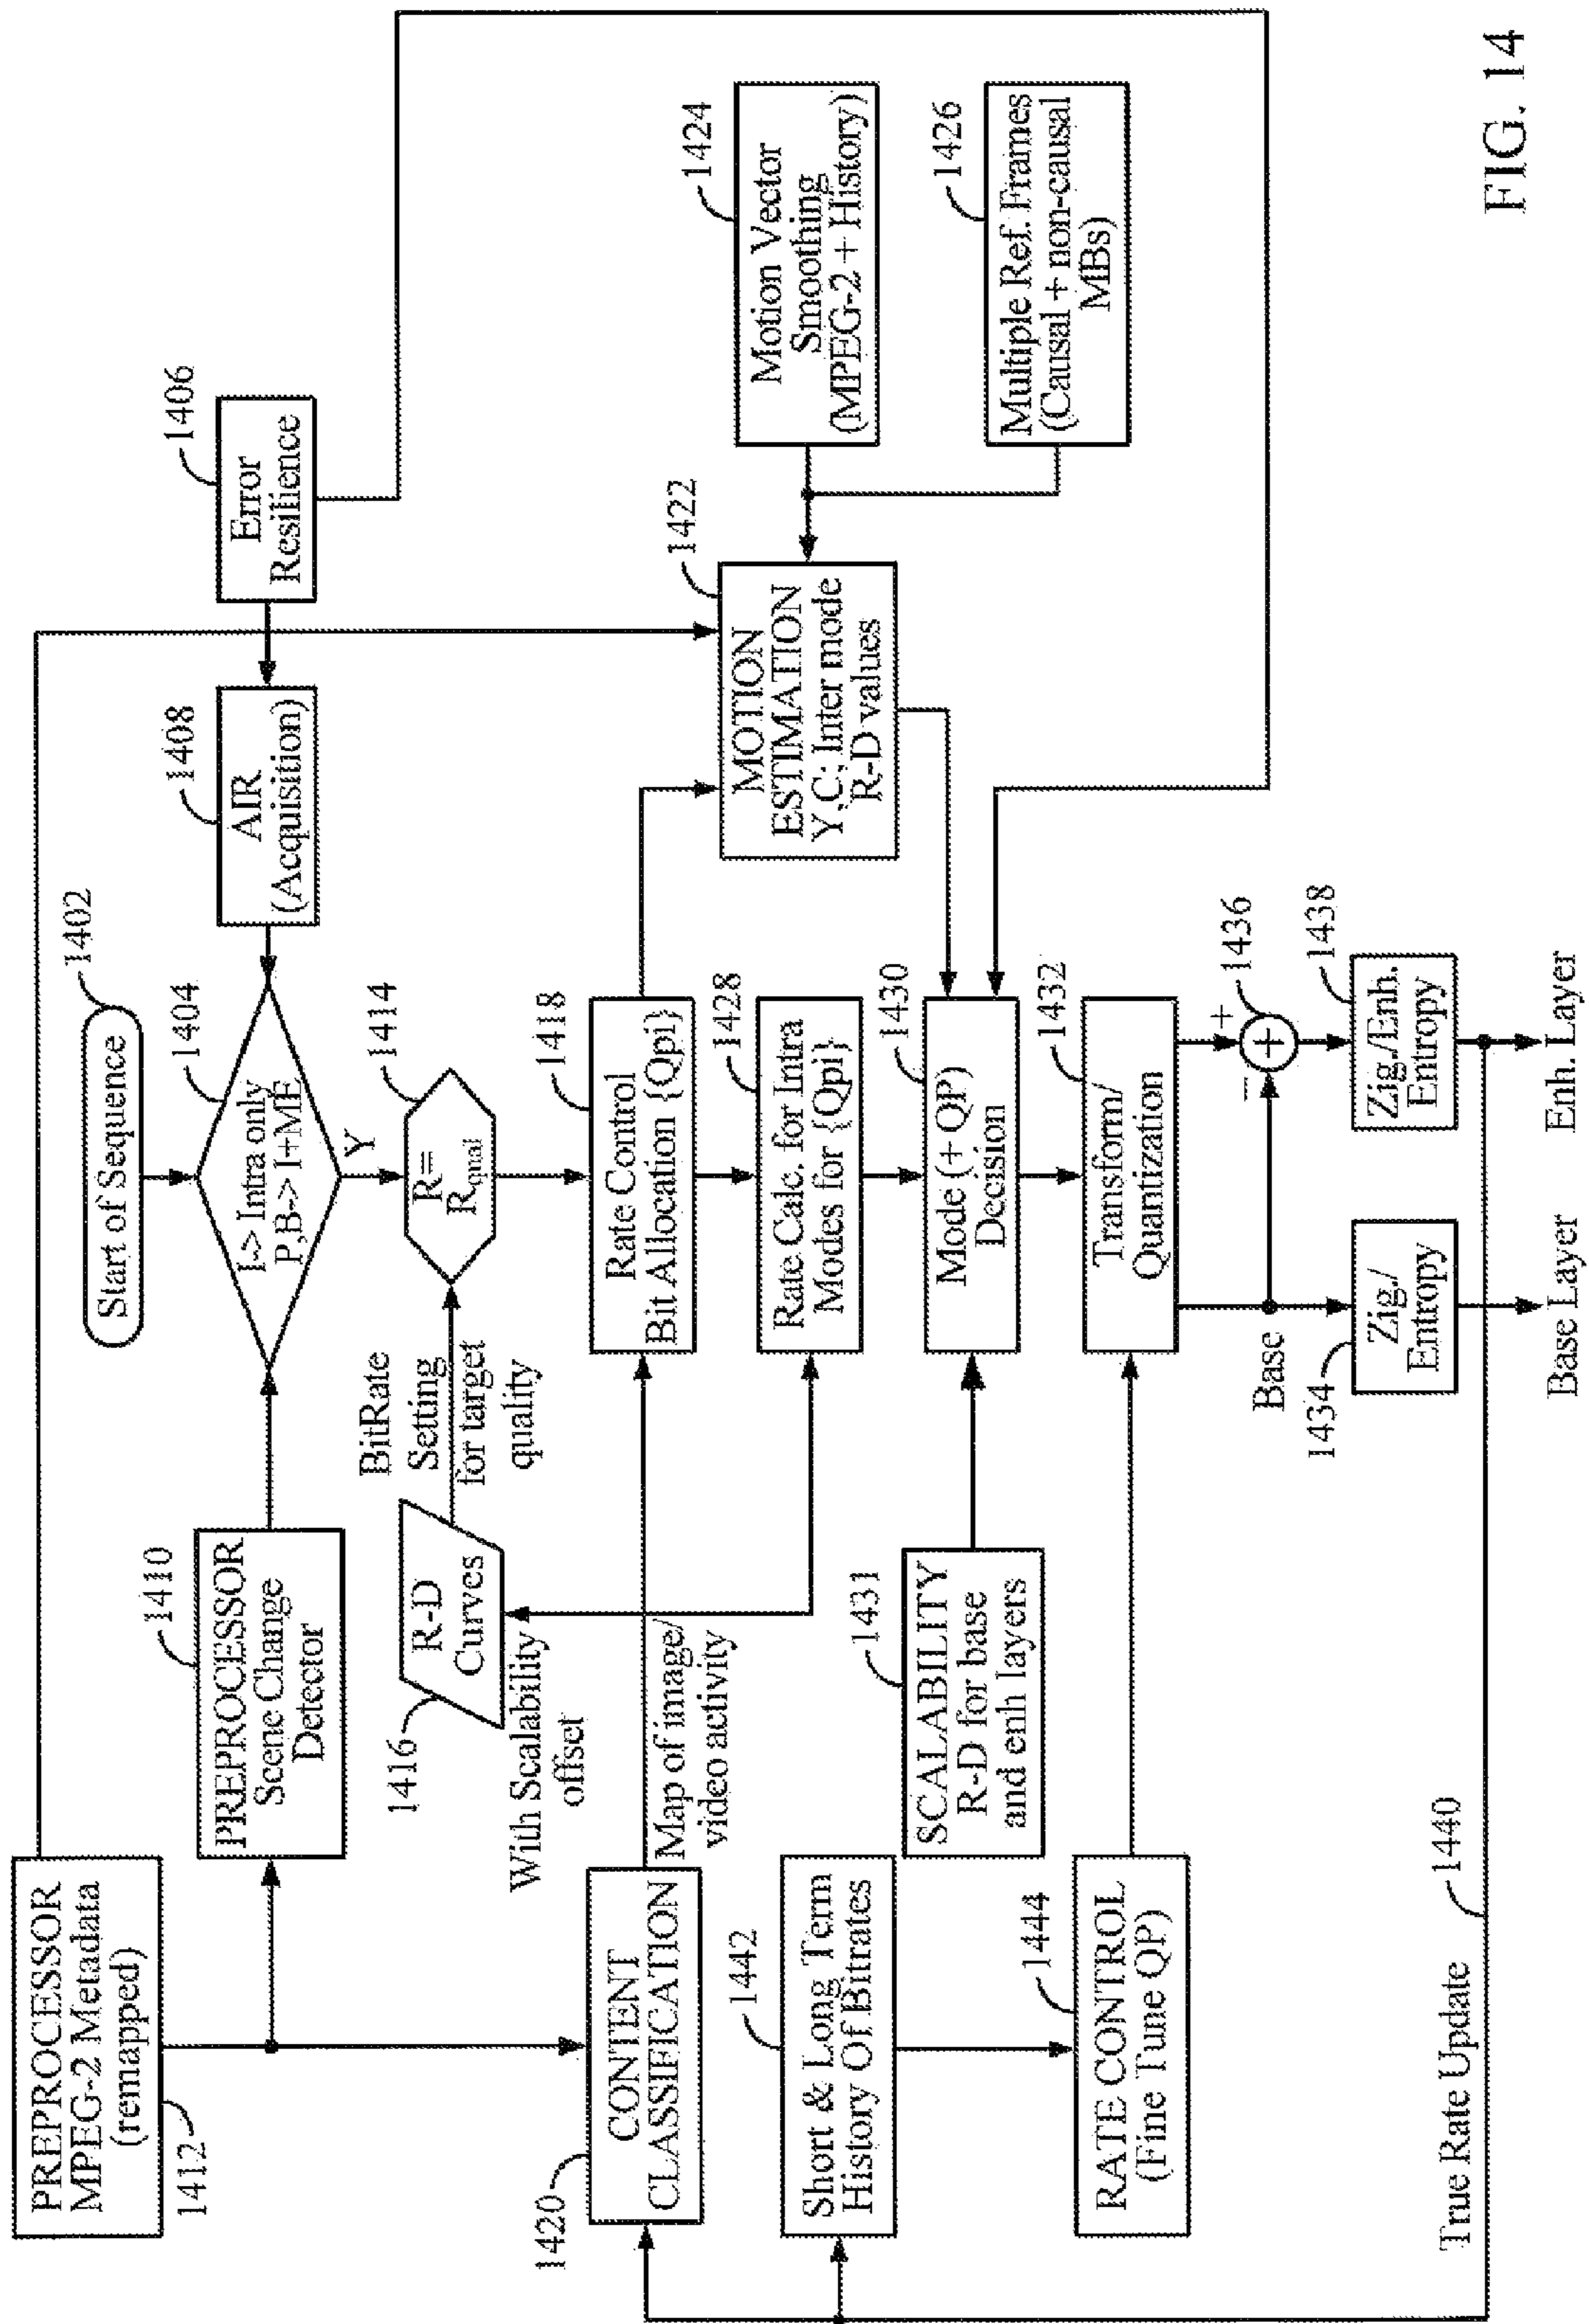 PREPROCESSOR
MPEG-2 Metadata
(remapped)
1412
PREPROCESSOR
Scene Change
Detector
1410
Start of Sequence
1402
I-> Intra only
P,B-> I+ME
1404
Y
AIR
(Acquisition)
1408
Error
Resilience
1406
R-D
Curves
1416
With Scalability
offset
BitRate
Setting
for target
quality
R=
Rqual
1414
CONTENT
CLASSIFICATION
1420
Map of image/
video activity
Rate Control
Bit Allocation {Qpi}
1418
MOTION
ESTIMATION
Y,C; Inter mode
R-D values
1422
Motion Vector
Smoothing
(MPEG-2 + History)
1424
Multiple Ref. Frames
(Causal + non-causal
MBs)
1426
Short & Long Term
History Of Bitrates
1442
Rate Calc. for Intra
Modes for {Qpi}
1428
SCALABILITY
R-D for base
and enh layers
1431
Mode (+ QP)
Decision
1430
RATE CONTROL
(Fine Tune QP)
1444
Transform/
Quantization
1432
Base
+
−
+
1436
Zig./
Entropy
1434
Zig./Enh.
Entropy
1438
True Rate Update
1440
Base Layer
Enh. Layer
FIG. 14